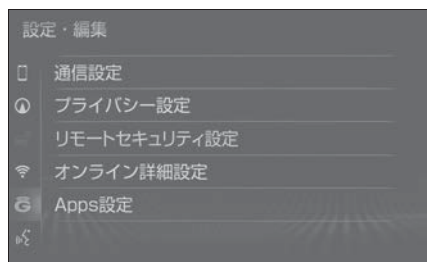 設定・編集
通信設定
プライバシー設定
リモートセキュリティ設定
オンライン詳細設定
Apps設定